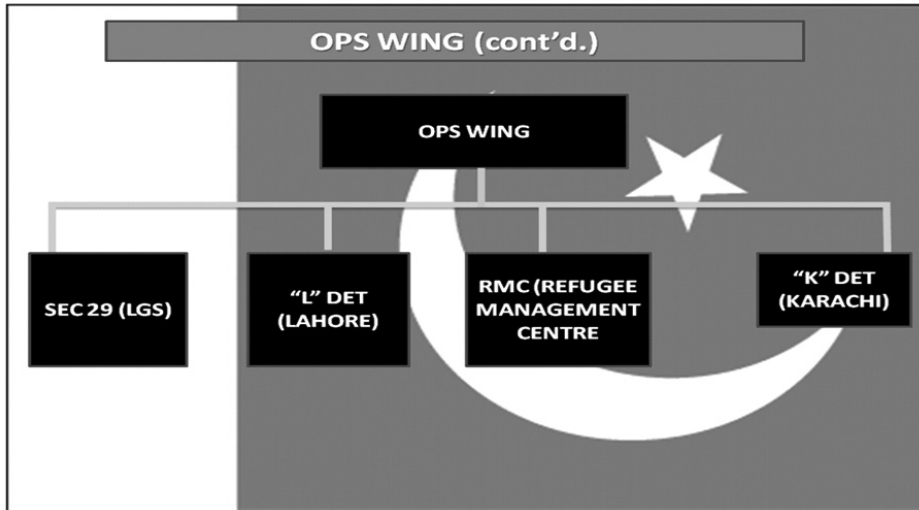 OPS WING (cont’d.)
OPS WING
SEC 29 (LGS)
“L” DET
(LAHORE)
RMC (REFUGEE
MANAGEMENT
CENTRE
“K” DET
(KARACHI)